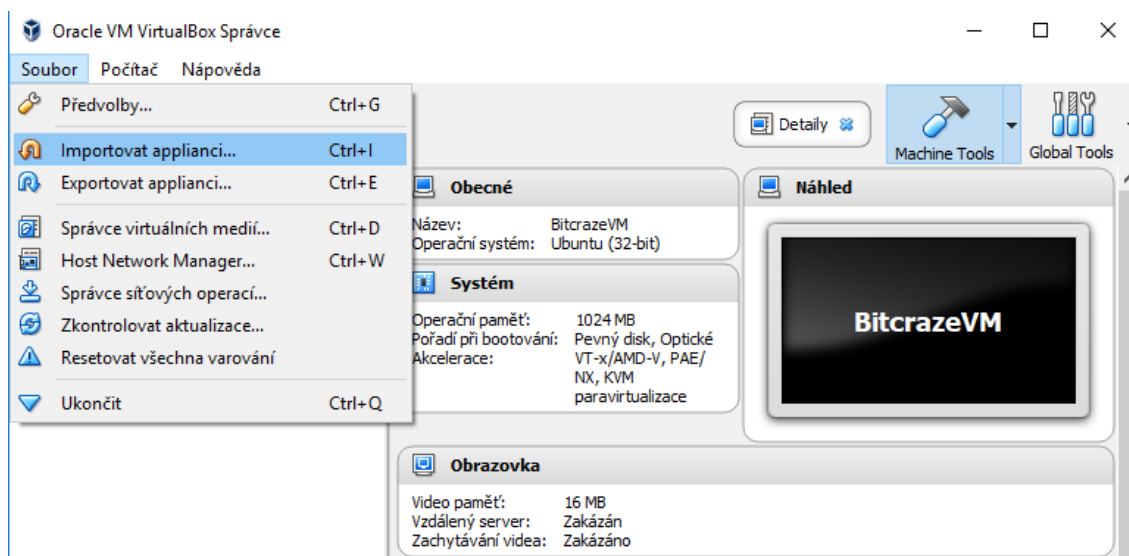 Oracle VM VirtualBox Správce
Soubor Počítač Nápověda
Předvolby... Ctrl+G
Importovat applianci... Ctrl+I
Exportovat applianci... Ctrl+E
Správce virtuálních medií... Ctrl+D
Host Network Manager... Ctrl+W
Správce síťových operací...
Zkontrolovat aktualizace...
Resetovat všechna varování
Ukončit Ctrl+Q
Detaily
Machine Tools
Global Tools
Obecné
Název: BitcrazeVM
Operační systém: Ubuntu (32-bit)
Systém
Operační paměť: 1024 MB
Pořadí při bootování: Pevný disk, Optické
Akcelerace: VT-x/AMD-V, PAE/
NX, KVM
paravirtualizace
Náhled
BitcrazeVM
Obrazovka
Video paměť: 16 MB
Vzdálený server: Zakázán
Zachytávání videa: Zakázáno